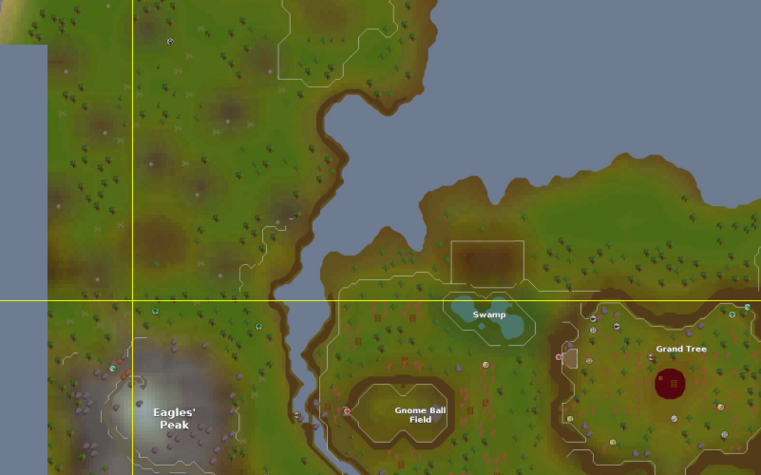 Swamp
Grand Tree
Eagles'
Peak
Gnome Ball
Field